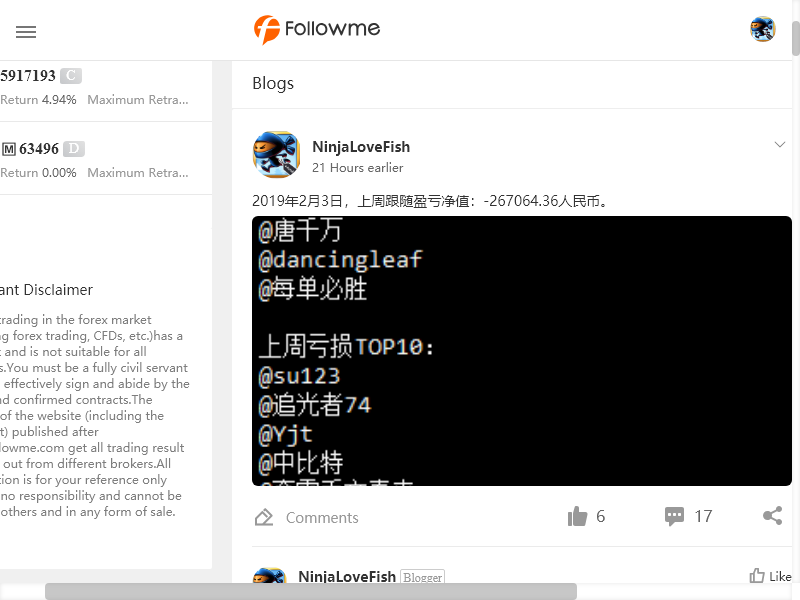 Followme
5917193 C
Return 4.94% Maximum Retra...
M 63496 D
Return 0.00% Maximum Retra...
ant Disclaimer
trading in the forex market
ng forex trading, CFDs, etc.)has a
and is not suitable for all
s.You must be a fully civil servant
effectively sign and abide by the
nd confirmed contracts.The
of the website (including the
t) published after
lowme.com get all trading result
out from different brokers.All
tion is for your reference only
no responsibility and cannot be
others and in any form of sale.
Blogs
NinjaLoveFish
21 Hours earlier
2019年2月3日，上周跟随盈亏净值：-267064.36人民币。
@唐千万
@dancingleaf
@每单必胜
上周亏损TOP10:
@su123
@追光者74
@Yjt
@中比特
Comments
6
17
NinjaLoveFish Blogger
Like